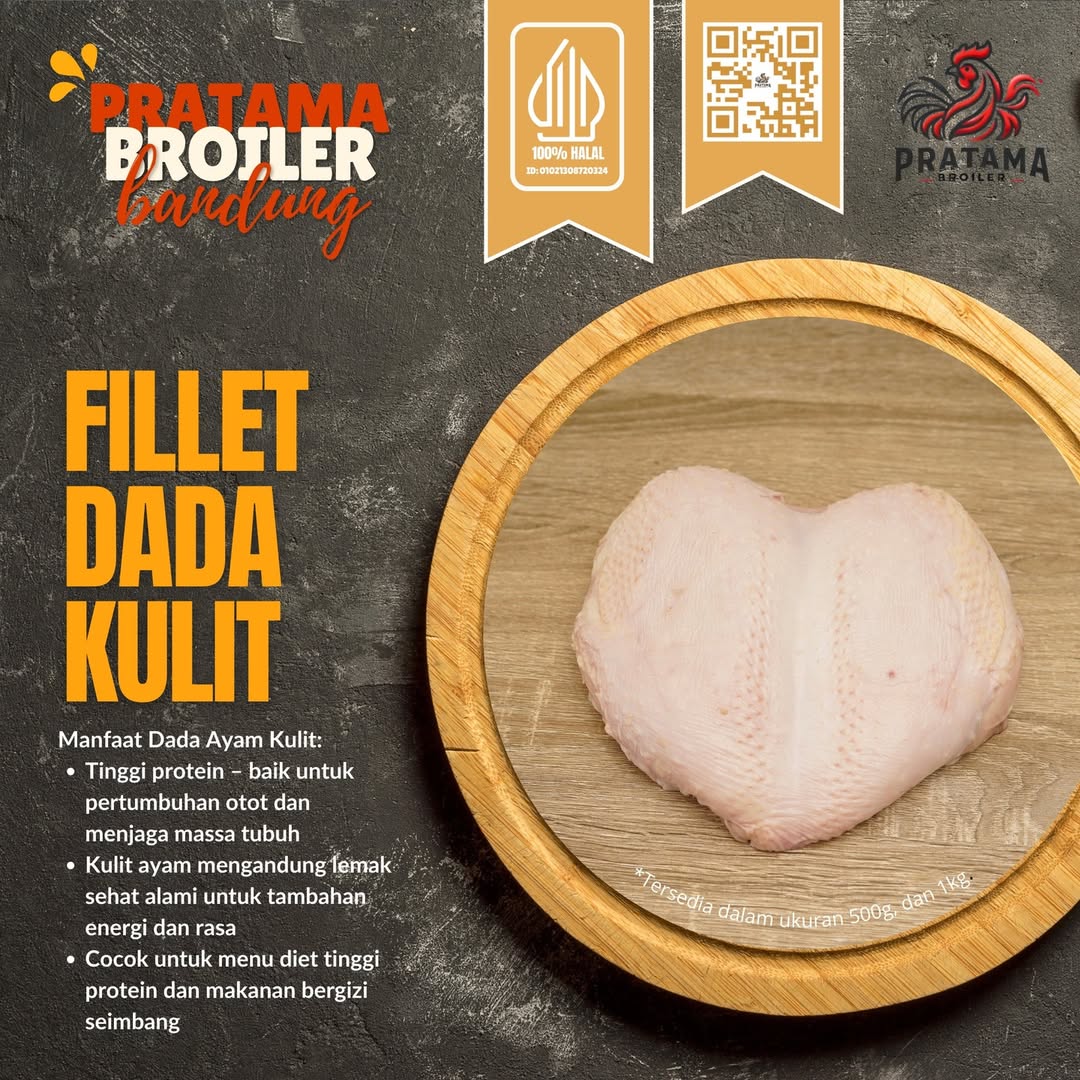 PRATAMA
BROILER
bandung
100% HALAL
ID: 01021308720324
PRATAMA
BROILER
FILLET
DADA
KULIT
Manfaat Dada Ayam Kulit:
• Tinggi protein – baik untuk
pertumbuhan otot dan
menjaga massa tubuh
• Kulit ayam mengandung lemak
sehat alami untuk tambahan
energi dan rasa
• Cocok untuk menu diet tinggi
protein dan makanan bergizi
seimbang
*Tersedia dalam ukuran 500g, dan 1kg.